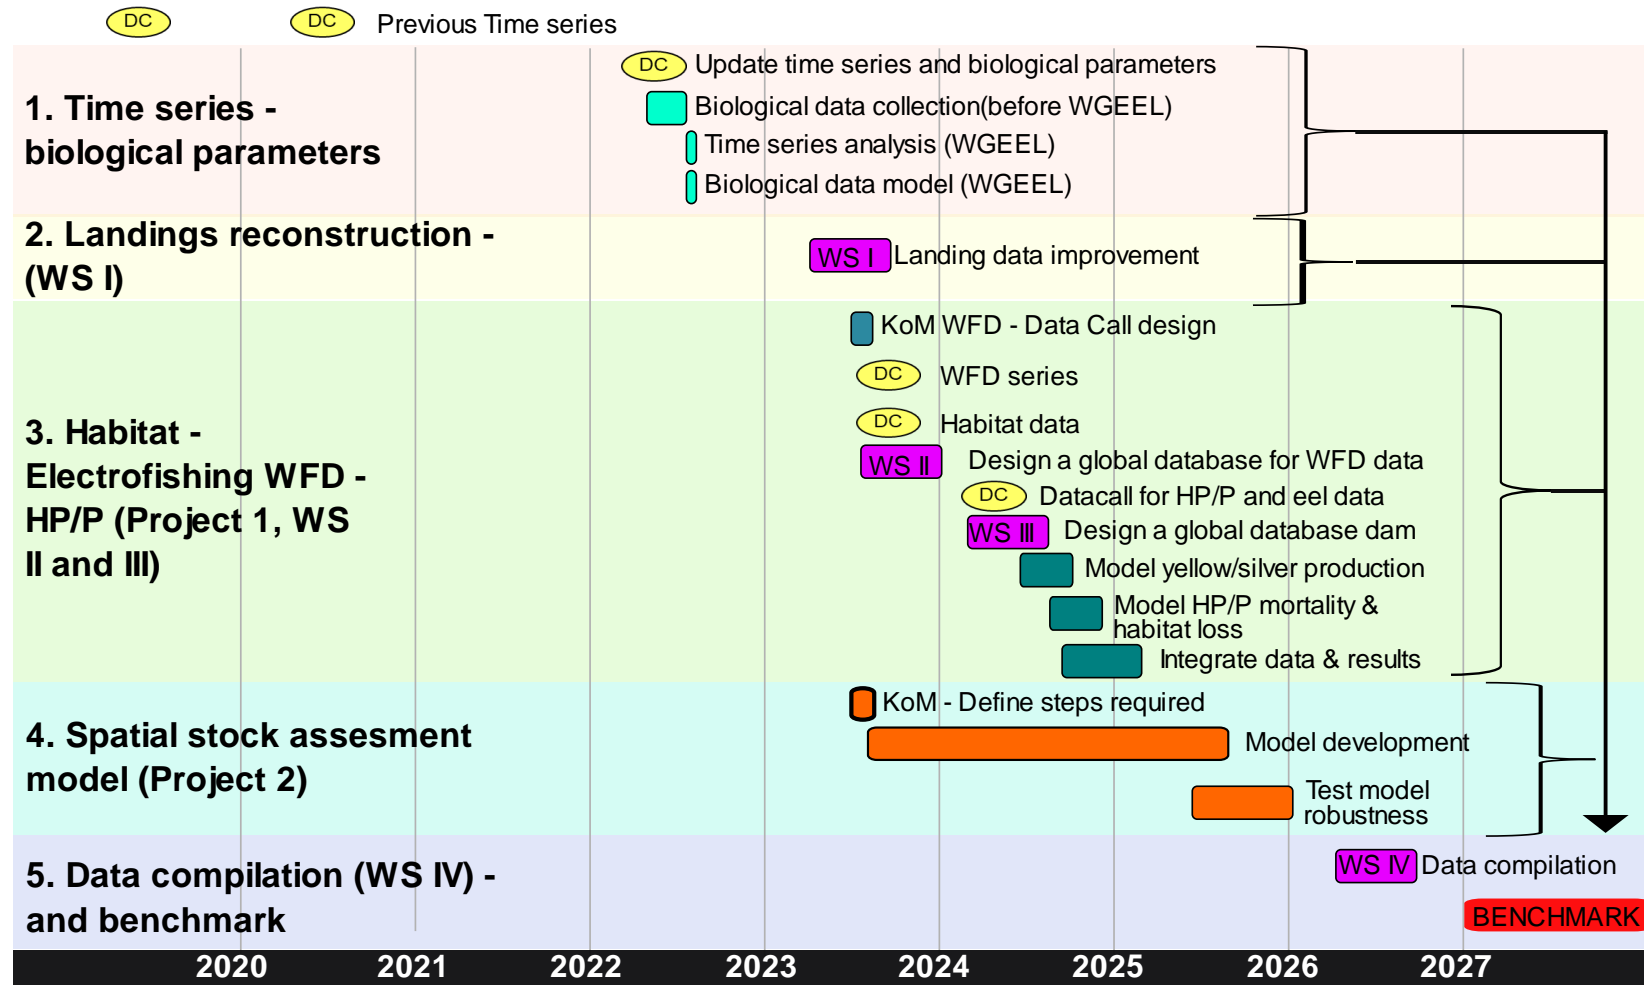 DC DC Previous Time series
1. Time series -
biological parameters
DC Update time series and biological parameters
Biological data collection(before WGEEL)
Time series analysis (WGEEL)
Biological data model (WGEEL)
2. Landings reconstruction -
(WS I)
WS I Landing data improvement
3. Habitat -
Electrofishing WFD -
HP/P (Project 1, WS
II and III)
KoM WFD - Data Call design
DC WFD series
DC Habitat data
WS II Design a global database for WFD data
DC Datacall for HP/P and eel data
WS III Design a global database dam
Model yellow/silver production
Model HP/P mortality &
habitat loss
Integrate data & results
4. Spatial stock assesment
model (Project 2)
KoM - Define steps required
Model development
Test model
robustness
5. Data compilation (WS IV) -
and benchmark
WS IV Data compilation
BENCHMARK
2020 2021 2022 2023 2024 2025 2026 2027